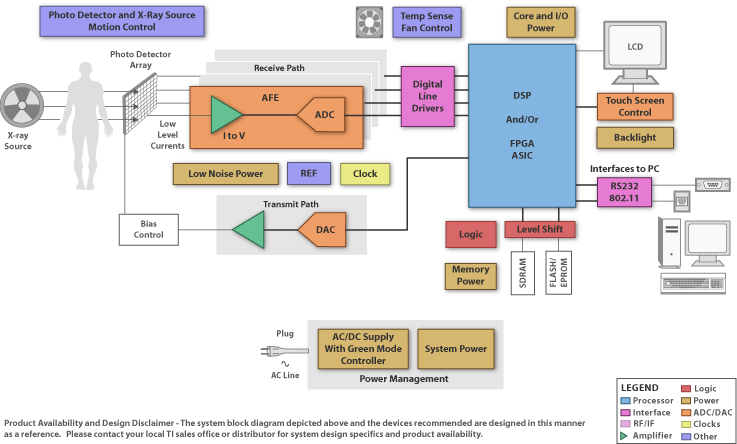 Photo Detector and X-Ray Source
Motion Control
Temp Sense
Fan Control
Core and I/O
Power
LCD
Photo Detector
Array
Receive Path
AFE
I to V
ADC
Digital
Line
Drivers
DSP
And/Or
FPGA
ASIC
Touch Screen
Control
Backlight
X-ray
Source
Low
Level
Currents
Low Noise Power
REF
Clock
Interfaces to PC
RS232
802.11
Transmit Path
DAC
Bias
Control
Logic
Level Shift
Memory
Power
SDRAM
FLASH/
EPROM
Plug
AC Line
AC/DC Supply
With Green Mode
Controller
System Power
Power Management
LEGEND
Processor
Interface
RF/IF
Amplifier
Logic
Power
ADC/DAC
Clocks
Other
Product Availability and Design Disclaimer - The system block diagram depicted above and the devices recommended are designed in this manner
as a reference. Please contact your local TI sales office or distributor for system design specifics and product availability.